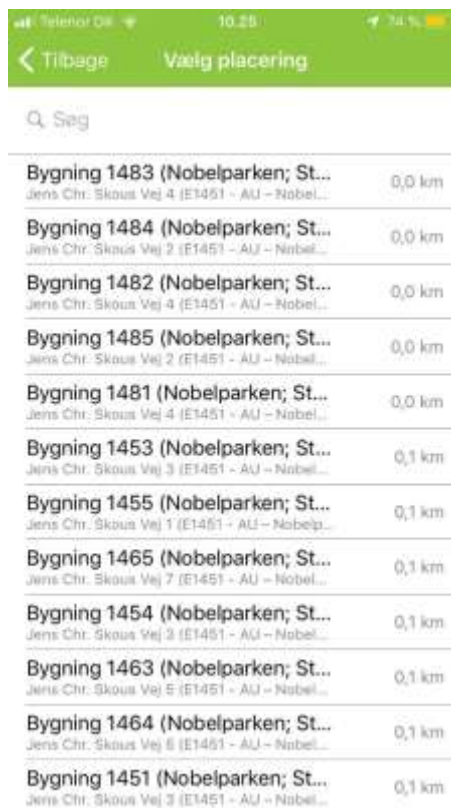 Telenor DK 10.25 74 %
Tilbage Vælg placering
Søg
Bygning 1483 (Nobelparken; St...
0,0 km
Jens Chr. Skous Vej 4 (E1451 - AU – Nobel...
Bygning 1484 (Nobelparken; St...
0,0 km
Jens Chr. Skous Vej 2 (E1451 - AU – Nobel...
Bygning 1482 (Nobelparken; St...
0,0 km
Jens Chr. Skous Vej 4 (E1451 - AU – Nobel...
Bygning 1485 (Nobelparken; St...
0,0 km
Jens Chr. Skous Vej 2 (E1451 - AU – Nobel...
Bygning 1481 (Nobelparken; St...
0,0 km
Jens Chr. Skous Vej 4 (E1451 - AU – Nobel...
Bygning 1453 (Nobelparken; St...
0,1 km
Jens Chr. Skous Vej 3 (E1451 - AU – Nobel...
Bygning 1455 (Nobelparken; St...
0,1 km
Jens Chr. Skous Vej 1 (E1451 - AU – Nobelp...
Bygning 1465 (Nobelparken; St...
0,1 km
Jens Chr. Skous Vej 7 (E1451 - AU – Nobel...
Bygning 1454 (Nobelparken; St...
0,1 km
Jens Chr. Skous Vej 3 (E1451 - AU – Nobel...
Bygning 1463 (Nobelparken; St...
0,1 km
Jens Chr. Skous Vej 5 (E1451 - AU – Nobel...
Bygning 1464 (Nobelparken; St...
0,1 km
Jens Chr. Skous Vej (E1451 - AU – Nobel...
Bygning 1451 (Nobelparken; St...
0,1 km
Jens Chr. Skous Vej 3 (E1451 - AU – Nobel...